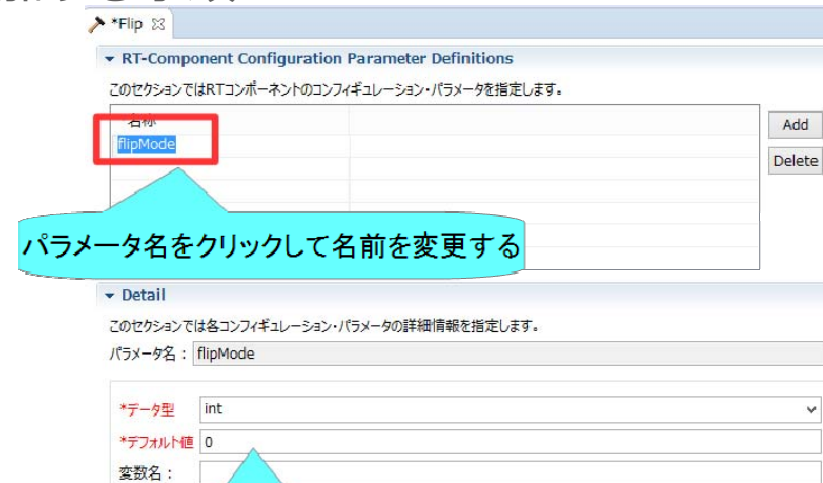 *Flip
RT-Component Configuration Parameter Definitions
このセクションではRTコンポーネントのコンフィギュレーション・パラメータを指定します。
名称
flipMode
Add
Delete
パラメータ名をクリックして名前を変更する
Detail
このセクションでは各コンフィギュレーション・パラメータの詳細情報を指定します。
パラメータ名： flipMode
*データ型 int
*デフォルト値 0
変数名：